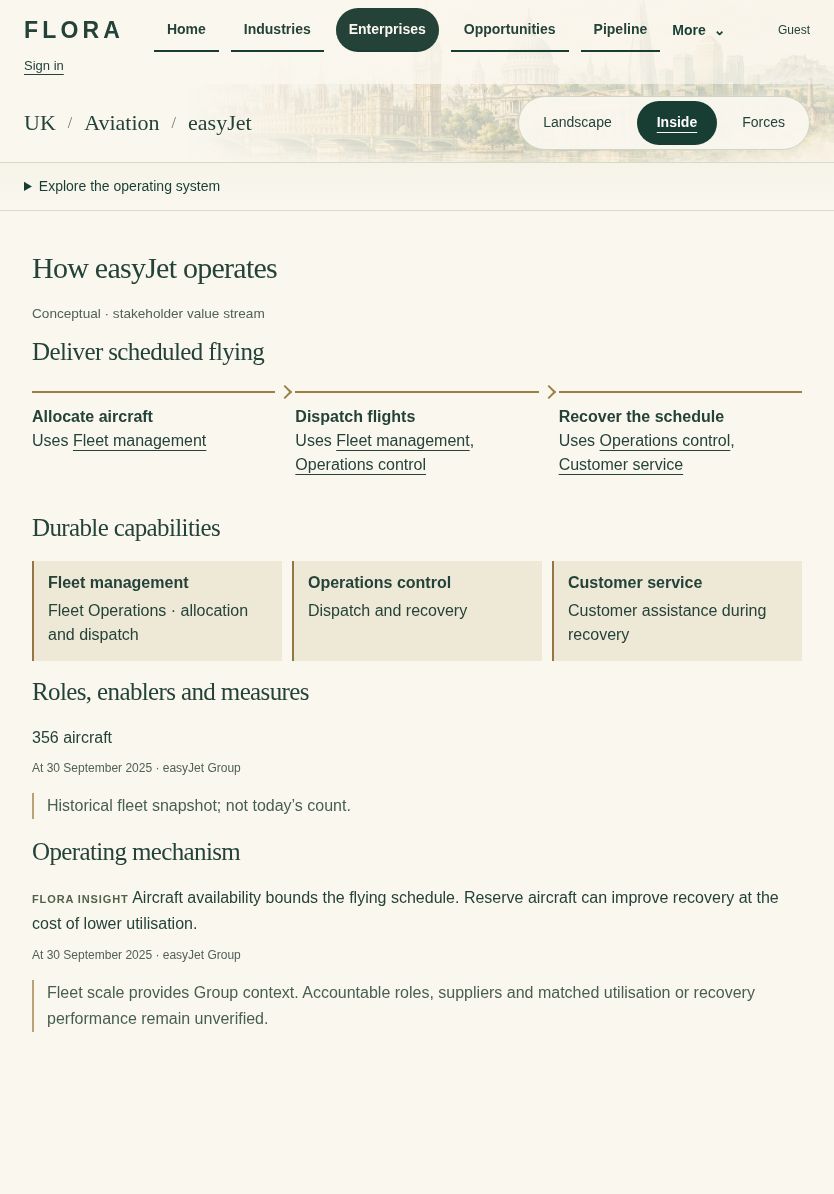 FLORA
Home
Industries
Enterprises
Opportunities
Pipeline
More
Guest
Sign in
UK / Aviation / easyJet
Landscape
Inside
Forces
Explore the operating system
How easyJet operates
Conceptual · stakeholder value stream
Deliver scheduled flying
Allocate aircraft
Uses Fleet management
Dispatch flights
Uses Fleet management,
Operations control
Recover the schedule
Uses Operations control,
Customer service
Durable capabilities
Fleet management
Fleet Operations · allocation
and dispatch
Operations control
Dispatch and recovery
Customer service
Customer assistance during
recovery
Roles, enablers and measures
356 aircraft
At 30 September 2025 · easyJet Group
Historical fleet snapshot; not today’s count.
Operating mechanism
FLORA INSIGHT Aircraft availability bounds the flying schedule. Reserve aircraft can improve recovery at the
cost of lower utilisation.
At 30 September 2025 · easyJet Group
Fleet scale provides Group context. Accountable roles, suppliers and matched utilisation or recovery
performance remain unverified.